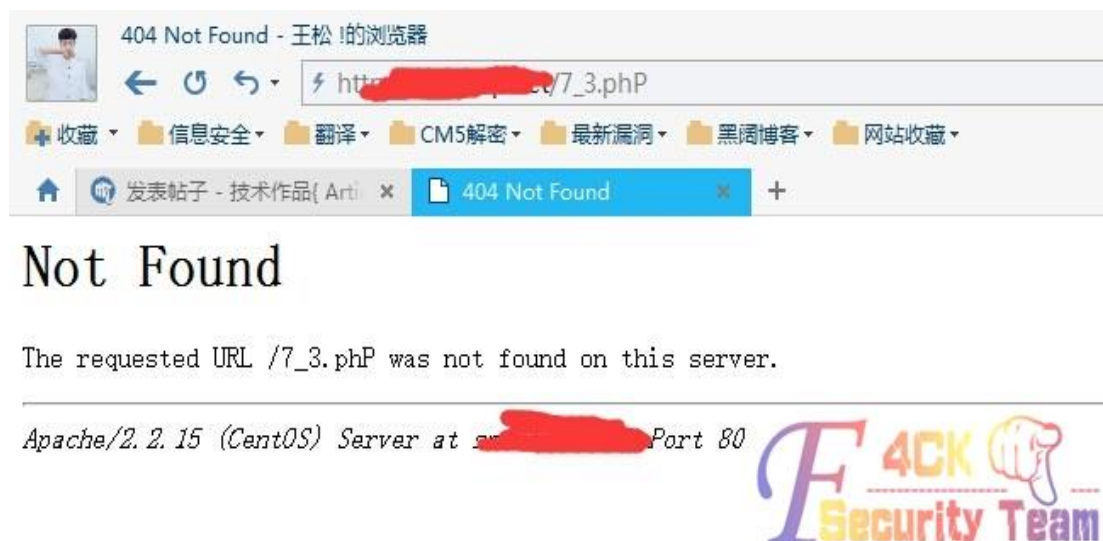 404 Not Found - 王松 !的浏览器
/7_3.phP
收藏 信息安全 翻译 CM5解密 最新漏洞 黑阔博客 网站收藏
发表帖子 - 技术作品{ Arti × 404 Not Found × +
Not Found
The requested URL /7_3.phP was not found on this server.
Apache/2.2.15 (CentOS) Server at Port 80
F4CK
Security Team